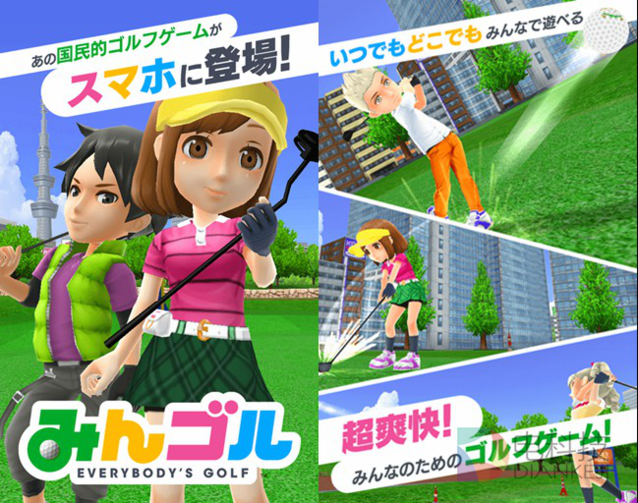 あの国民的ゴルフゲームが
スマホに登場!
みんゴル
EVERYBODY'S GOLF
いつでもどこでもみんなで遊べる
超爽快!
みんなのための
ゴルフゲーム!